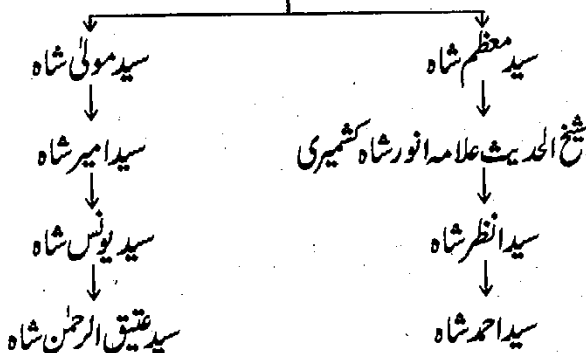 سید معظم شاہ سید مولیٰ شاہ
شیخ الحدیث علامہ انور شاہ کشمیری سید امیر شاہ
سید انظر شاہ سید یونس شاہ
سید احمد شاہ سید عتیق الرحمٰن شاہ